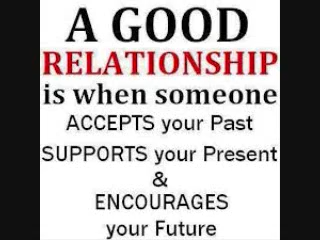 A GOOD
RELATIONSHIP
is when someone
ACCEPTS your Past
SUPPORTS your Present
&
ENCOURAGES
your Future